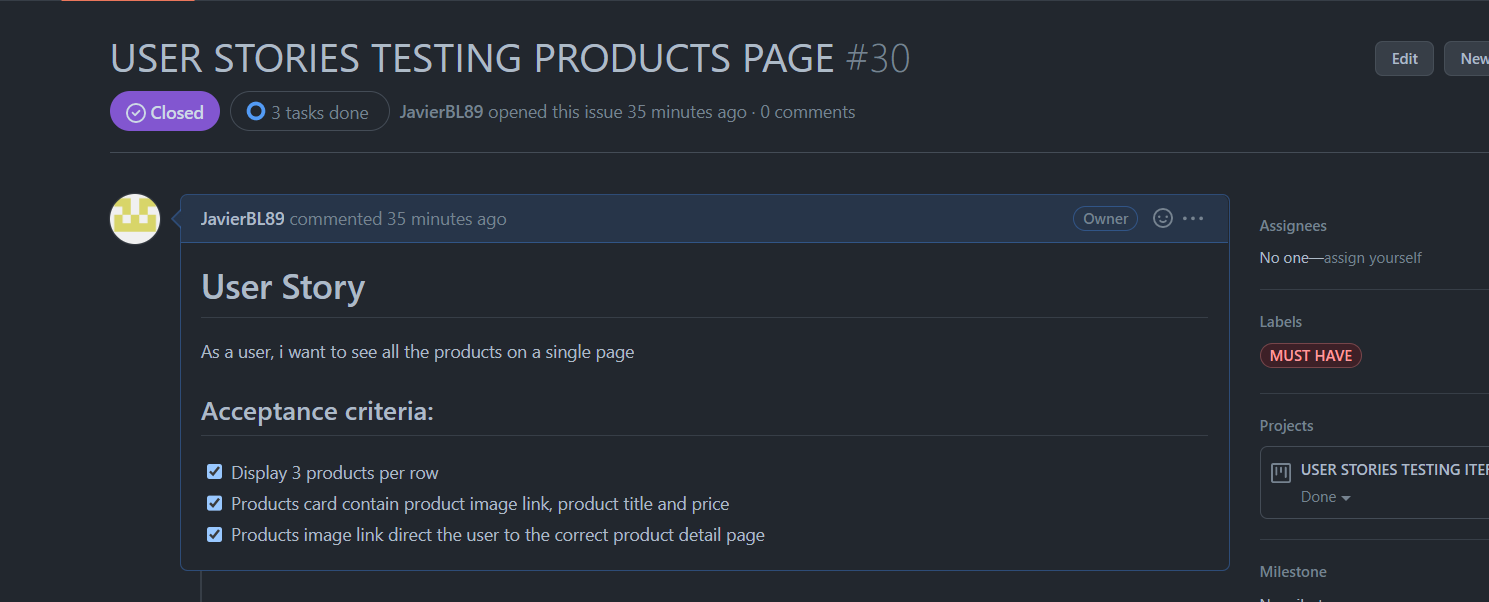 USER STORIES TESTING PRODUCTS PAGE #30
Edit
New
Closed
3 tasks done
JavierBL89 opened this issue 35 minutes ago · 0 comments
JavierBL89 commented 35 minutes ago
Owner
User Story
As a user, i want to see all the products on a single page
Acceptance criteria:
Display 3 products per row
Products card contain product image link, product title and price
Products image link direct the user to the correct product detail page
Assignees
No one—assign yourself
Labels
MUST HAVE
Projects
USER STORIES TESTING
Done
Milestone